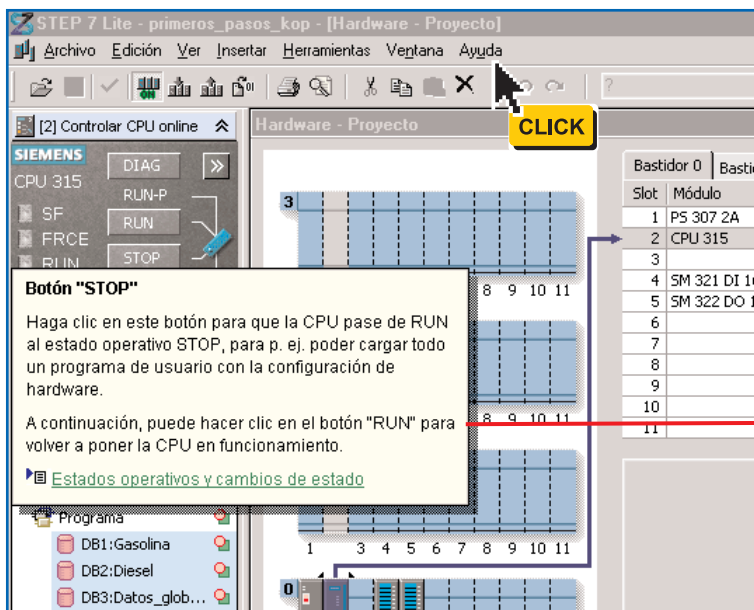 STEP 7 Lite - primeros_pasos_kop - [Hardware - Proyecto]
Archivo Edición Ver Insertar Herramientas Ventana Ayuda
ON
?
CLICK
[2] Controlar CPU online
Hardware - Proyecto
SIEMENS
CPU 315
DIAG
RUN-P
SF
RUN
FRCE
STOP
RUN
Botón "STOP"
Haga clic en este botón para que la CPU pase de RUN
al estado operativo STOP, para p. ej. poder cargar todo
un programa de usuario con la configuración de
hardware.
A continuación, puede hacer clic en el botón "RUN" para
volver a poner la CPU en funcionamiento.
Estados operativos y cambios de estado
Programa
DB1:Gasolina
DB2:Diesel
DB3:Datos_glob...
3
8 9 10 11
8 9 10 11
1 3 4 5 6 7 8 9 10 11
0
Bastidor 0 Basti
Slot Módulo
1 PS 307 2A
2 CPU 315
3
4 SM 321 DI 1
5 SM 322 DO 1
6
7
8
9
10
11